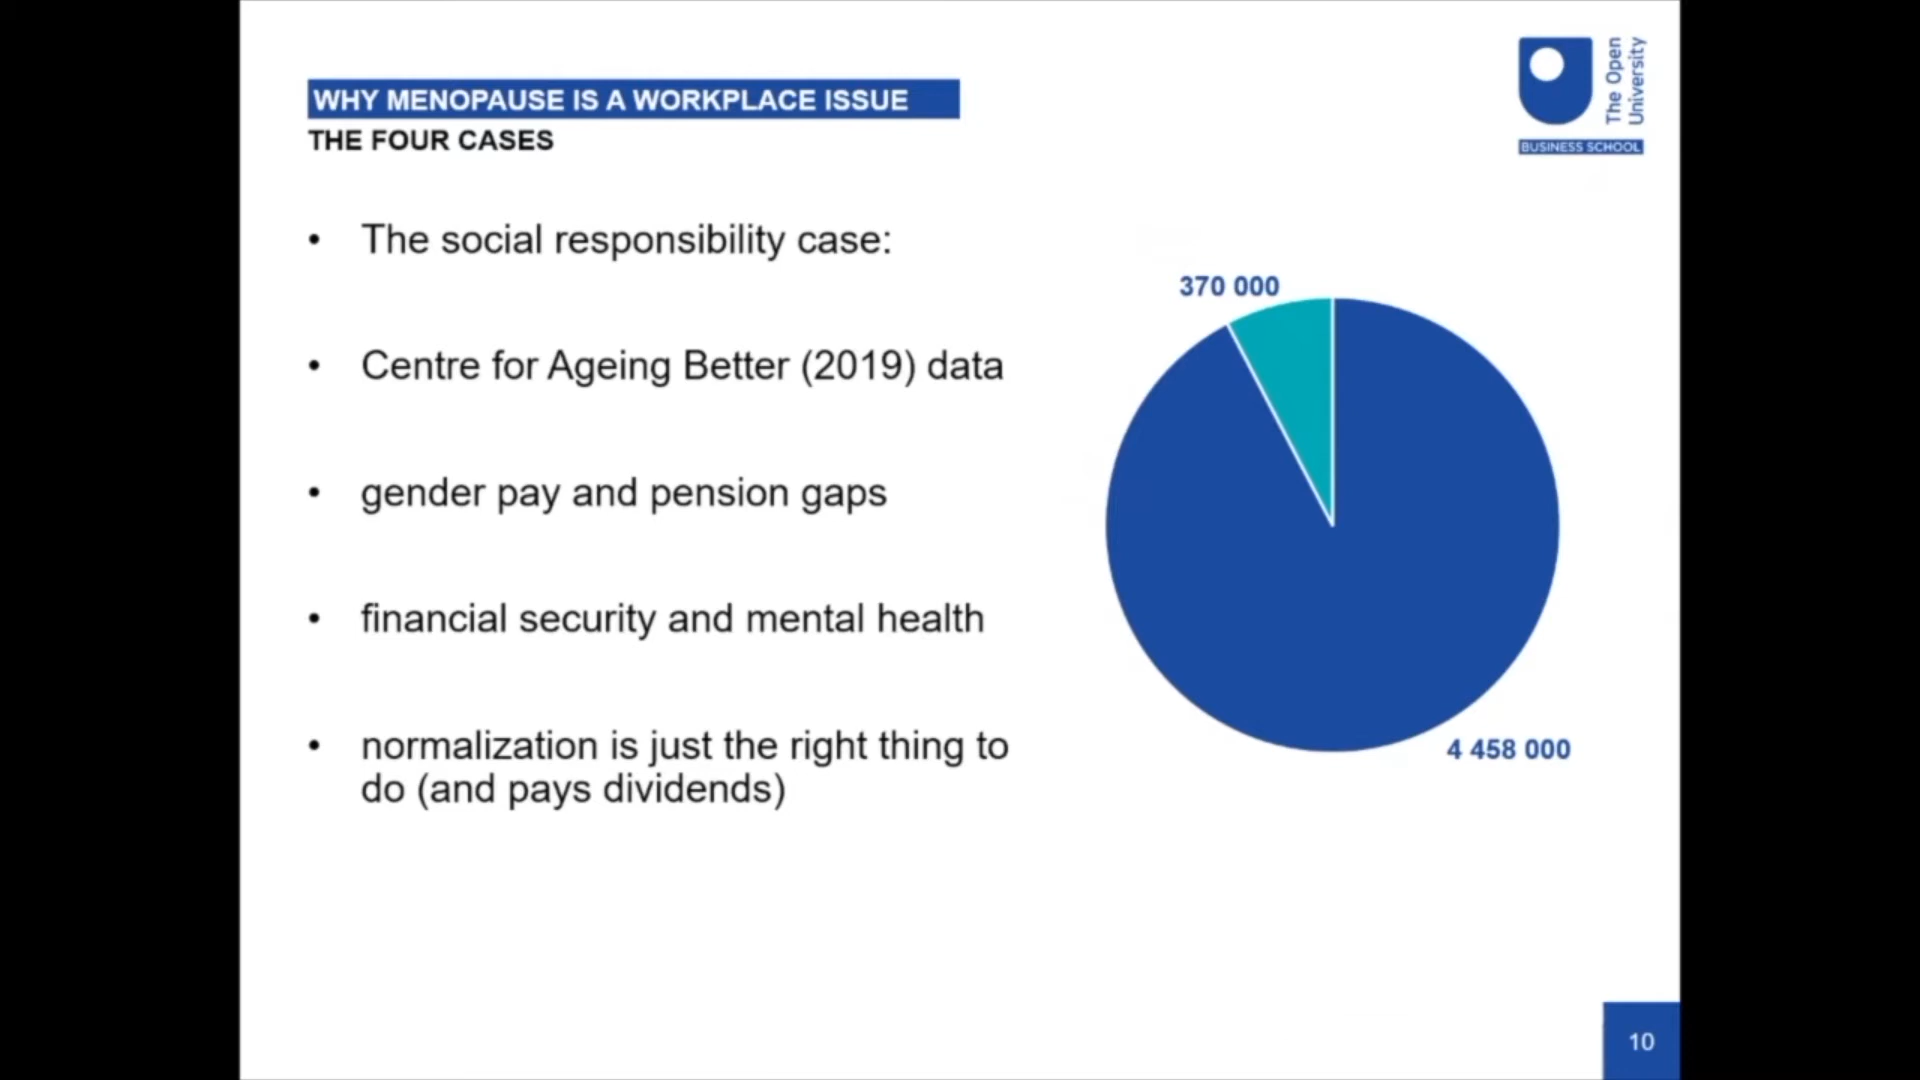 WHY MENOPAUSE IS A WORKPLACE ISSUE
THE FOUR CASES
The Open
University
BUSINESS SCHOOL
• The social responsibility case:
• Centre for Ageing Better (2019) data
• gender pay and pension gaps
• financial security and mental health
• normalization is just the right thing to
do (and pays dividends)
370 000
4 458 000
10